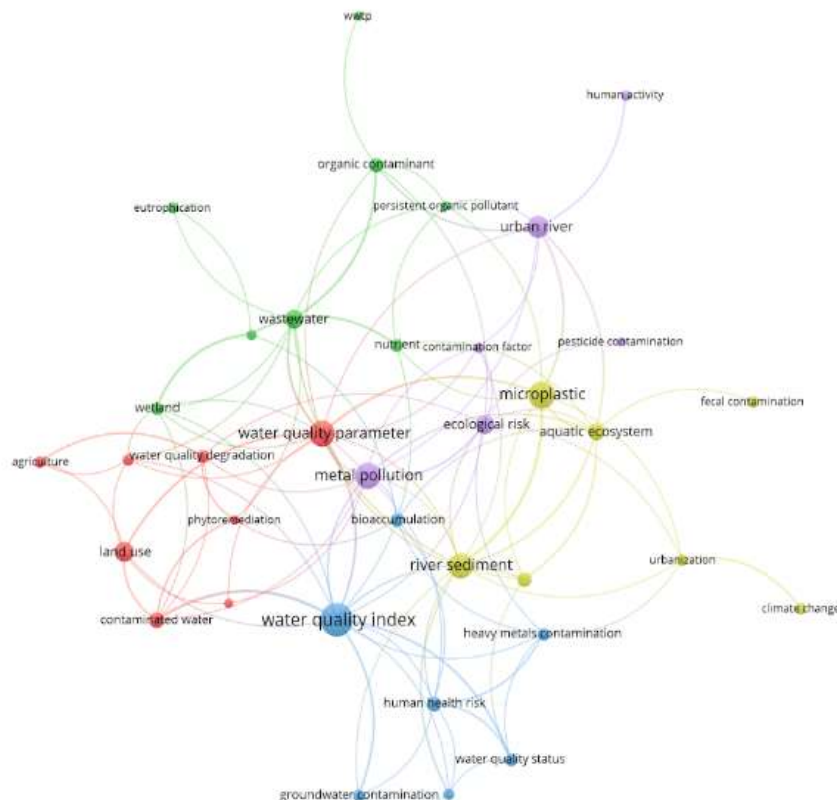 wwtp
human activity
organic contaminant
eutrophication
persistent organic pollutant
urban river
wastewater
nutrient
contamination factor
pesticide contamination
microplastic
wetland
fecal contamination
water quality parameter
ecological risk
aquatic ecosystem
agriculture
water quality degradation
metal pollution
phytoremediation
bioaccumulation
land use
river sediment
urbanization
climate change
contaminated water
water quality index
heavy metals contamination
human health risk
water quality status
groundwater contamination